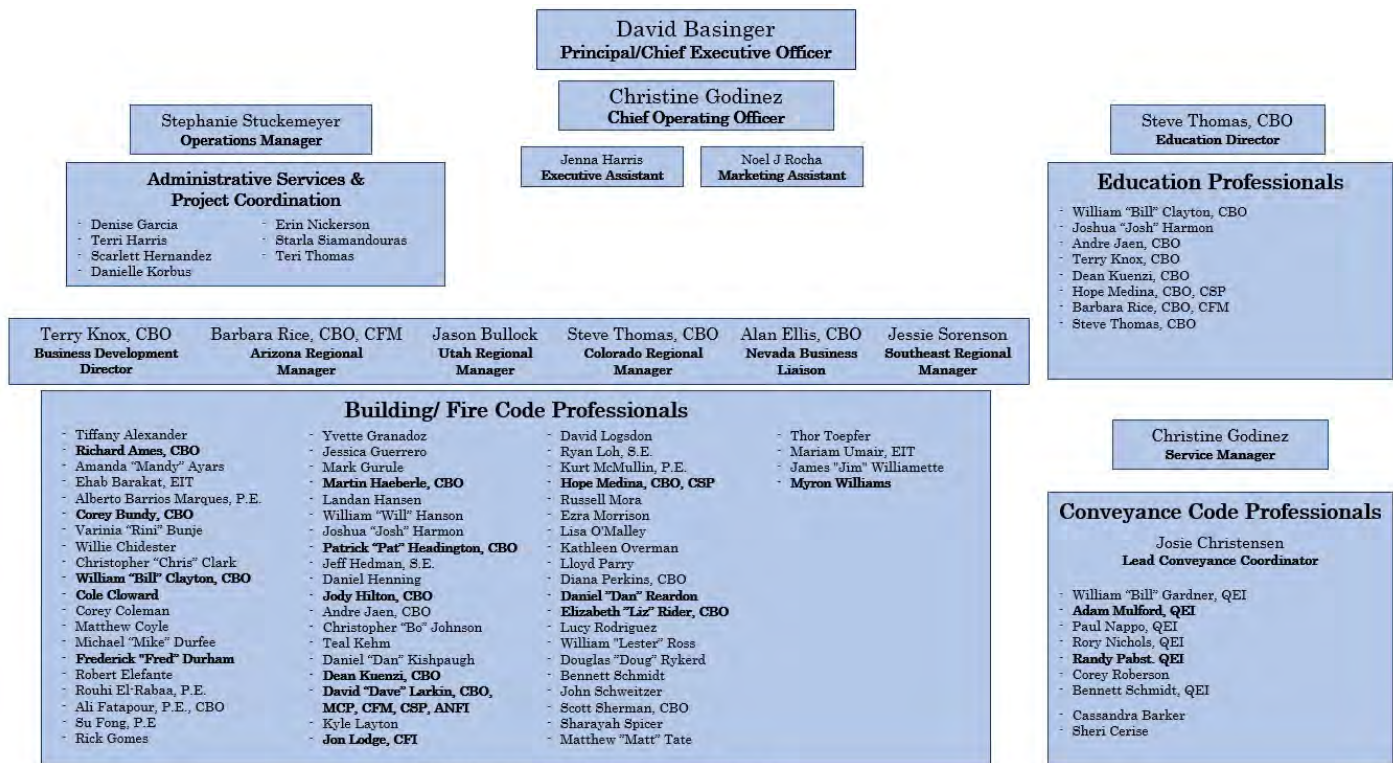 David Basinger
Principal/Chief Executive Officer
Christine Godinez
Chief Operating Officer
Jenna Harris
Executive Assistant
Noel J Rocha
Marketing Assistant
Stephanie Stuckemeyer
Operations Manager
Administrative Services &
Project Coordination
- Denise Garcia
- Terri Harris
- Scarlett Hernandez
- Danielle Korbus
- Erin Nickerson
- Starla Siamandouras
- Teri Thomas
Steve Thomas, CBO
Education Director
Education Professionals
- William "Bill" Clayton, CBO
- Joshua "Josh" Harmon
- Andre Jaen, CBO
- Terry Knox, CBO
- Dean Kuenzi, CBO
- Hope Medina, CBO, CSP
- Barbara Rice, CBO, CFM
- Steve Thomas, CBO
Terry Knox, CBO
Business Development
Director
Barbara Rice, CBO, CFM
Arizona Regional
Manager
Jason Bullock
Utah Regional
Manager
Steve Thomas, CBO
Colorado Regional
Manager
Alan Ellis, CBO
Nevada Business
Liaison
Jessie Sorenson
Southeast Regional
Manager
Building/ Fire Code Professionals
- Tiffany Alexander
- Richard Ames, CBO
- Amanda "Mandy" Ayars
- Ehab Barakat, EIT
- Alberto Barrios Marques, P.E.
- Corey Bundy, CBO
- Varinia "Rini" Bunje
- Willie Chidester
- Christopher "Chris" Clark
- William "Bill" Clayton, CBO
- Cole Cloward
- Corey Coleman
- Matthew Coyle
- Michael "Mike" Durfee
- Frederick "Fred" Durham
- Robert Elefante
- Rouhi El-Rabaa, P.E.
- Ali Fatapour, P.E., CBO
- Su Fong, P.E
- Rick Gomes
- Yvette Granadoz
- Jessica Guerrero
- Mark Gurule
- Martin Haeberle, CBO
- Landan Hansen
- William "Will" Hanson
- Joshua "Josh" Harmon
- Patrick "Pat" Headington, CBO
- Jeff Hedman, S.E.
- Daniel Henning
- Jody Hilton, CBO
- Andre Jaen, CBO
- Christopher "Bo" Johnson
- Teal Kehm
- Daniel "Dan" Kishpaugh
- Dean Kuenzi, CBO
- David "Dave" Larkin, CBO,
MCP, CFM, CSP, ANFI
- Kyle Layton
- Jon Lodge, CFI
- David Logsdon
- Ryan Loh, S.E.
- Kurt McMullin, P.E.
- Hope Medina, CBO, CSP
- Russell Mora
- Ezra Morrison
- Lisa O'Malley
- Kathleen Overman
- Lloyd Parry
- Diana Perkins, CBO
- Daniel "Dan" Reardon
- Elizabeth "Liz" Rider, CBO
- Lucy Rodriguez
- William "Lester" Ross
- Douglas "Doug" Rykerd
- Bennett Schmidt
- John Schweitzer
- Scott Sherman, CBO
- Sharayah Spicer
- Matthew "Matt" Tate
- Thor Toepfer
- Mariam Umair, EIT
- James "Jim" Williamette
- Myron Williams
Christine Godinez
Service Manager
Conveyance Code Professionals
Josie Christensen
Lead Conveyance Coordinator
- William "Bill" Gardner, QEI
- Adam Mulford, QEI
- Paul Nappo, QEI
- Rory Nichols, QEI
- Randy Pabst. QEI
- Corey Roberson
- Bennett Schmidt, QEI
- Cassandra Barker
- Sheri Cerise